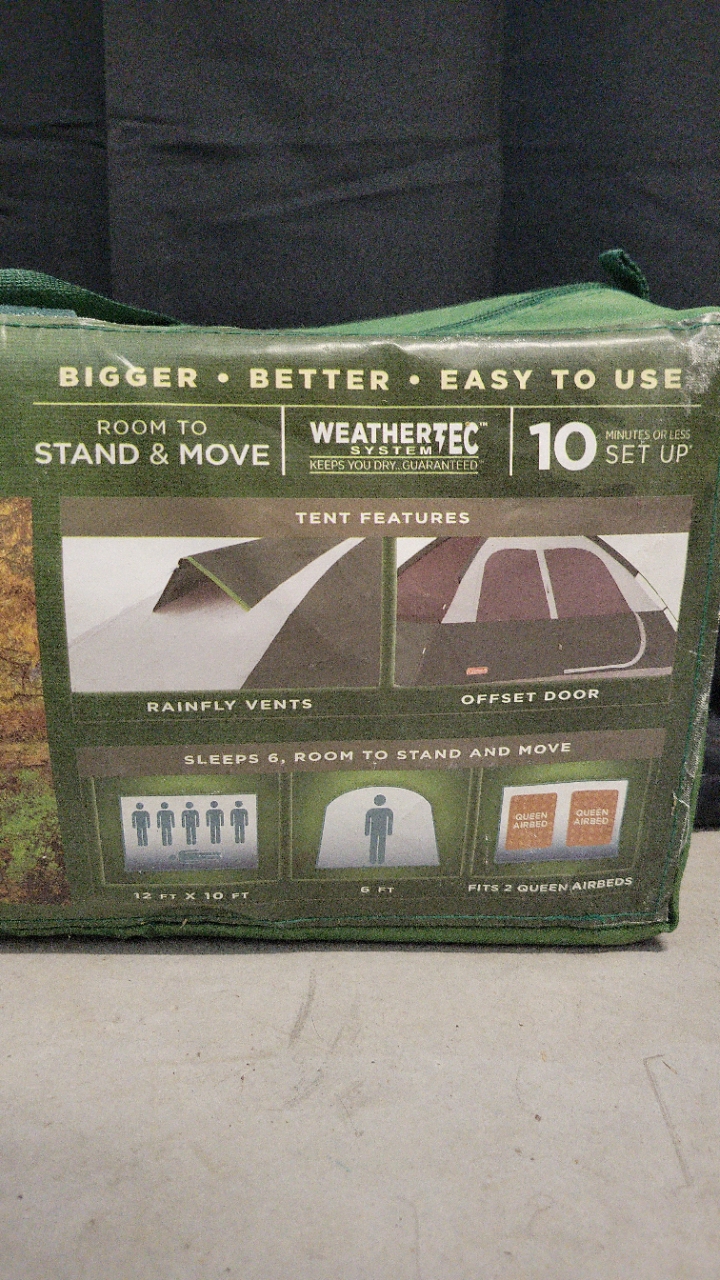 BIGGER • BETTER • EASY TO USE
ROOM TO
STAND & MOVE
WEATHERTEC™
SYSTEM
KEEPS YOU DRY...GUARANTEED
10 MINUTES OR LESS
SET UP*
TENT FEATURES
RAINFLY VENTS
OFFSET DOOR
SLEEPS 6, ROOM TO STAND AND MOVE
QUEEN
AIRBED
QUEEN
AIRBED
12 FT X 10 FT
6 FT
FITS 2 QUEEN AIRBEDS